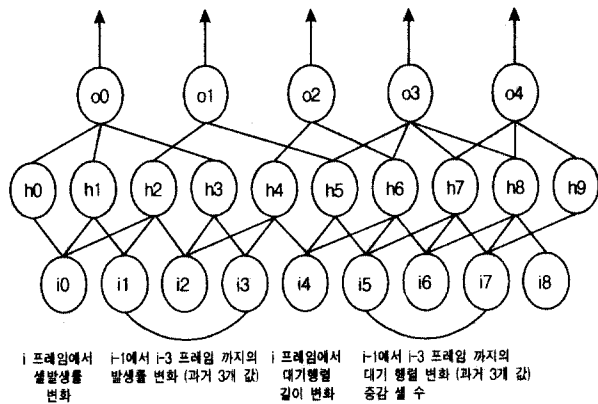 o0 o1 o2 o3 o4
h0 h1 h2 h3 h4 h5 h6 h7 h8 h9
i0 i1 i2 i3 i4 i5 i6 i7 i8
i 프레임에서
셀발생률
변화
i-1에서 i-3 프레임 까지의
발생률 변화 (과거 3개 값)
i 프레임에서
대기행렬
길이 변화
i-1에서 i-3 프레임 까지의
대기 행렬 변화 (과거 3개 값)
증감 셀 수